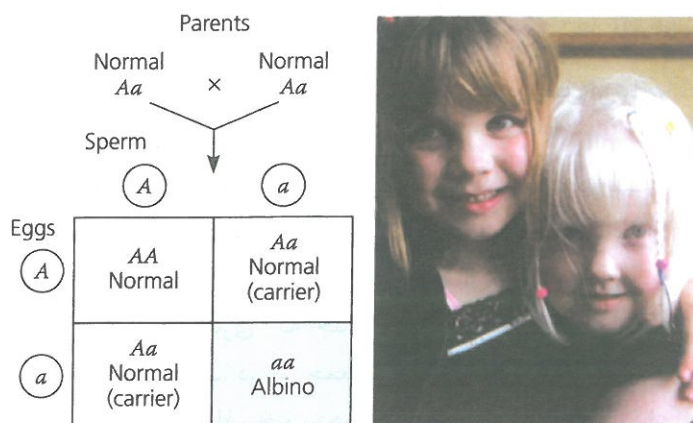 Parents
Normal Normal
Aa × Aa
Sperm
A a
Eggs
A
AA
Normal
Aa
Normal
(carrier)
a
Aa
Normal
(carrier)
aa
Albino